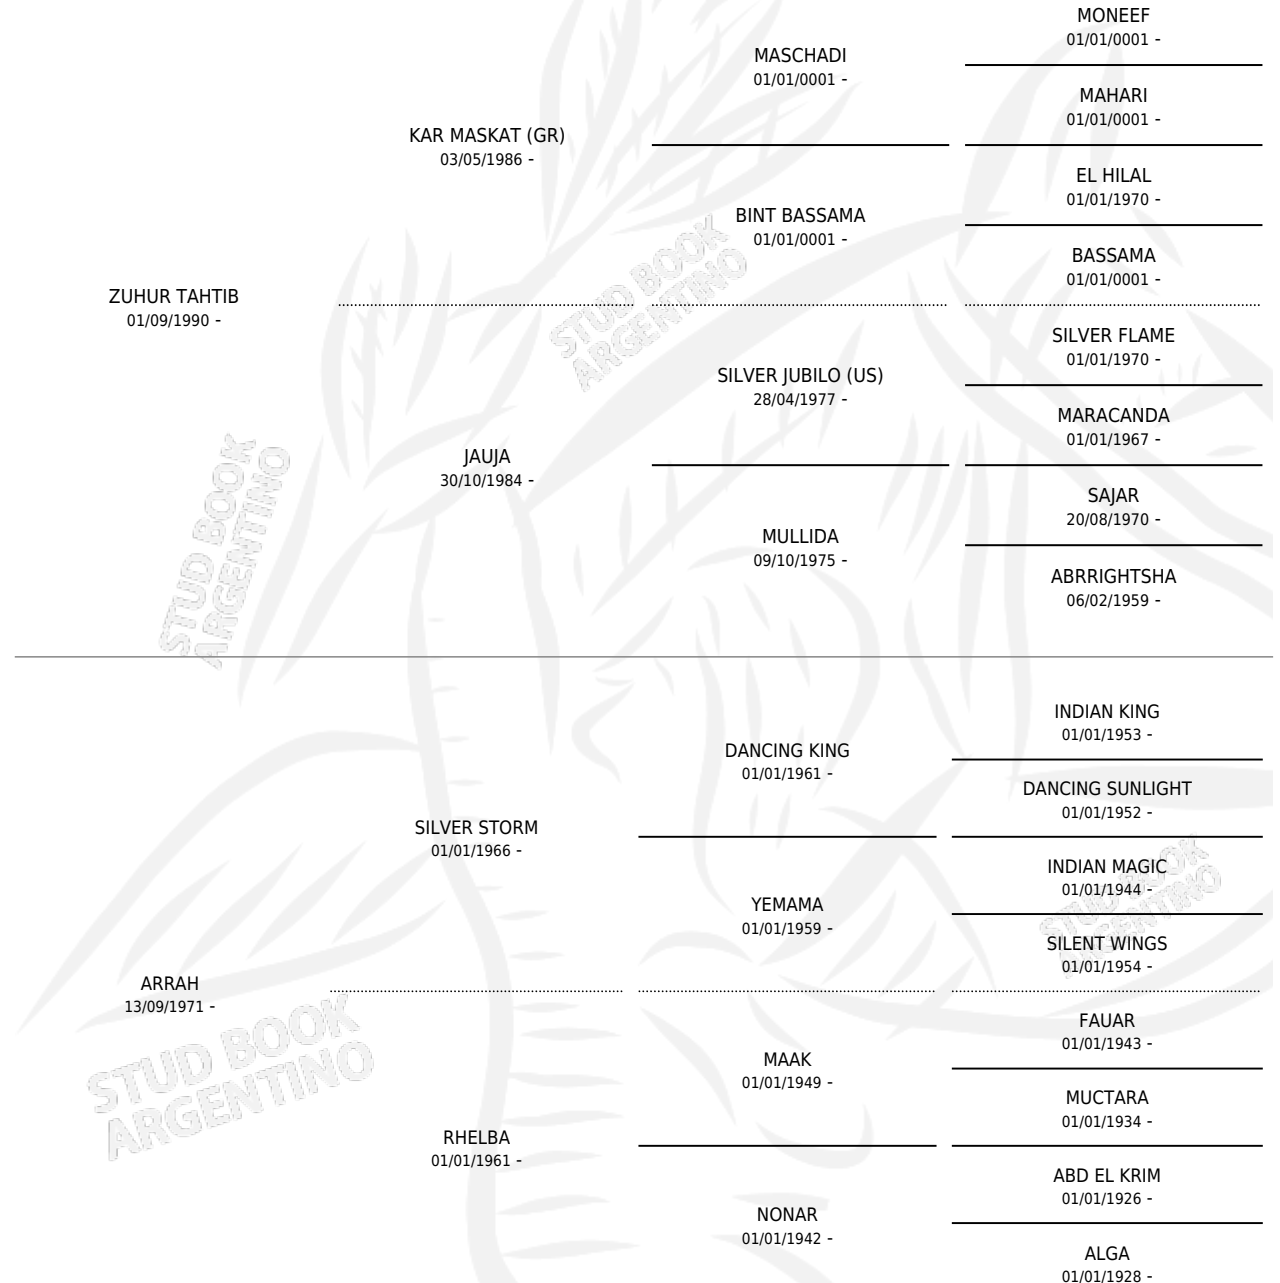 MONEEF
01/01/0001 -
MASCHADI
01/01/0001 -
MAHARI
01/01/0001 -
KAR MASKAT (GR)
03/05/1986 -
EL HILAL
01/01/1970 -
BINT BASSAMA
01/01/0001 -
BASSAMA
01/01/0001 -
ZUHUR TAHTIB
01/09/1990 -
SILVER FLAME
01/01/1970 -
SILVER JUBILO (US)
28/04/1977 -
MARACANDA
01/01/1967 -
JAUJA
30/10/1984 -
SAJAR
20/08/1970 -
MULLIDA
09/10/1975 -
ABRRIGHTSHA
06/02/1959 -
STUD BOOK
ARGENTINO
STUD BOOK
ARGENTINO
INDIAN KING
01/01/1953 -
DANCING KING
01/01/1961 -
DANCING SUNLIGHT
01/01/1952 -
SILVER STORM
01/01/1966 -
INDIAN MAGIC
01/01/1944 -
YEMAMA
01/01/1959 -
SILENT WINGS
01/01/1954 -
STUD BOOK
ARGENTINO
ARRAH
13/09/1971 -
FAUAR
01/01/1943 -
MAAK
01/01/1949 -
MUCTARA
01/01/1934 -
STUD BOOK
ARGENTINO
RHELBA
01/01/1961 -
ABD EL KRIM
01/01/1926 -
NONAR
01/01/1942 -
ALGA
01/01/1928 -